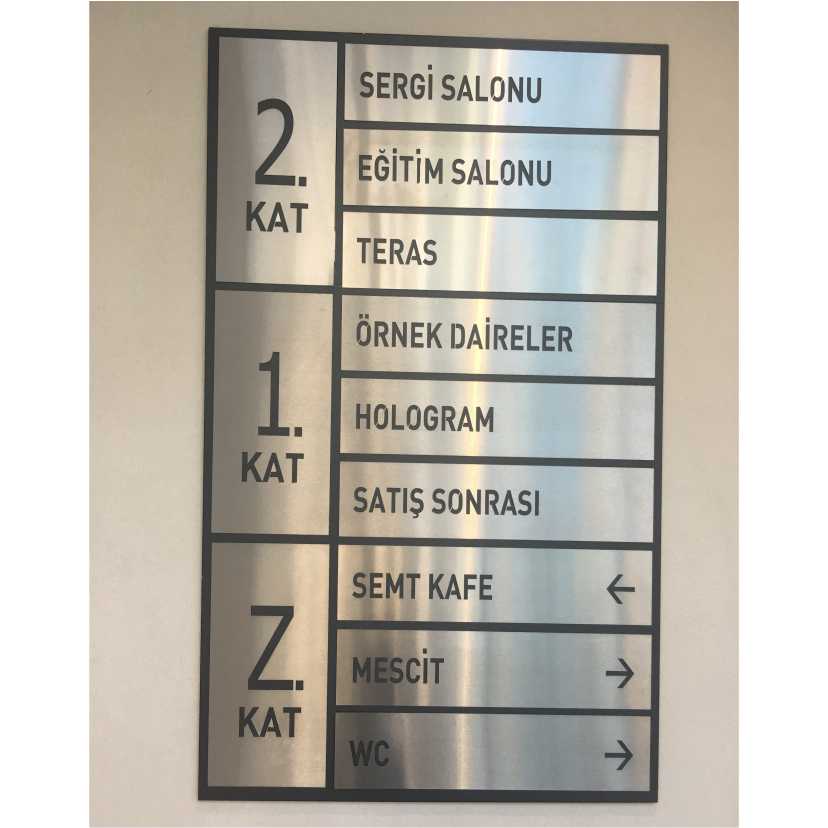 2.
KAT
SERGİ SALONU
EĞİTİM SALONU
TERAS
1.
KAT
ÖRNEK DAİRELER
HOLOGRAM
SATIŞ SONRASI
Z.
KAT
SEMT KAFE ←
MESCİT →
WC →